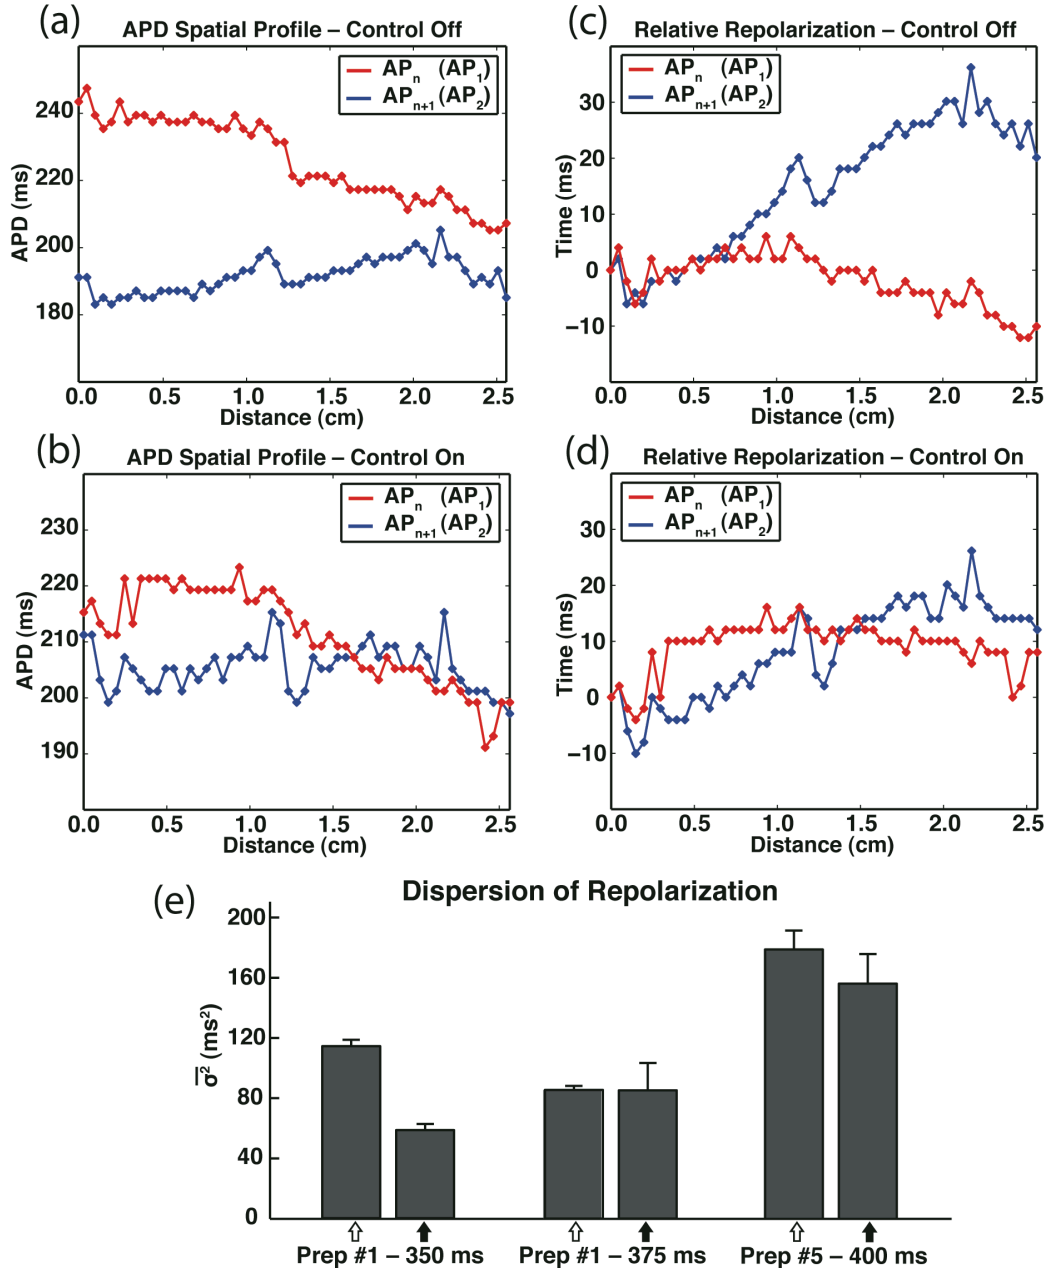 (a)
APD Spatial Profile – Control Off
APn (AP1)
APn+1 (AP2)
240
220
200
180
APD (ms)
0.0 0.5 1.0 1.5 2.0 2.5
Distance (cm)
(c)
Relative Repolarization – Control Off
APn (AP1)
APn+1 (AP2)
30
20
10
0
−10
Time (ms)
0.0 0.5 1.0 1.5 2.0 2.5
Distance (cm)
(b)
APD Spatial Profile – Control On
APn (AP1)
APn+1 (AP2)
230
220
210
200
190
APD (ms)
0.0 0.5 1.0 1.5 2.0 2.5
Distance (cm)
(d)
Relative Repolarization – Control On
APn (AP1)
APn+1 (AP2)
30
20
10
0
−10
Time (ms)
0.0 0.5 1.0 1.5 2.0 2.5
Distance (cm)
(e)
Dispersion of Repolarization
200
160
120
80
40
0
σ̅² (ms²)
Prep #1 – 350 ms Prep #1 – 375 ms Prep #5 – 400 ms